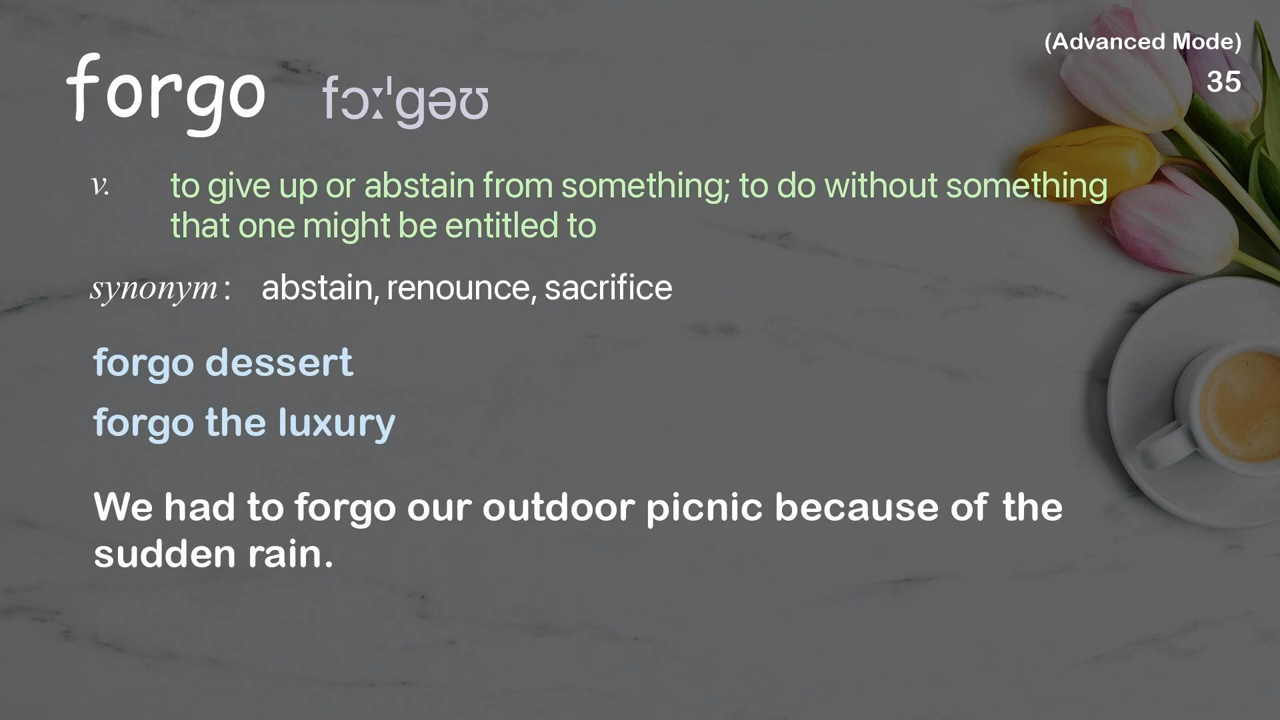 (Advanced Mode)
35
forgo fɔːˈɡəʊ
v. to give up or abstain from something; to do without something
that one might be entitled to
synonym : abstain, renounce, sacrifice
forgo dessert
forgo the luxury
We had to forgo our outdoor picnic because of the
sudden rain.